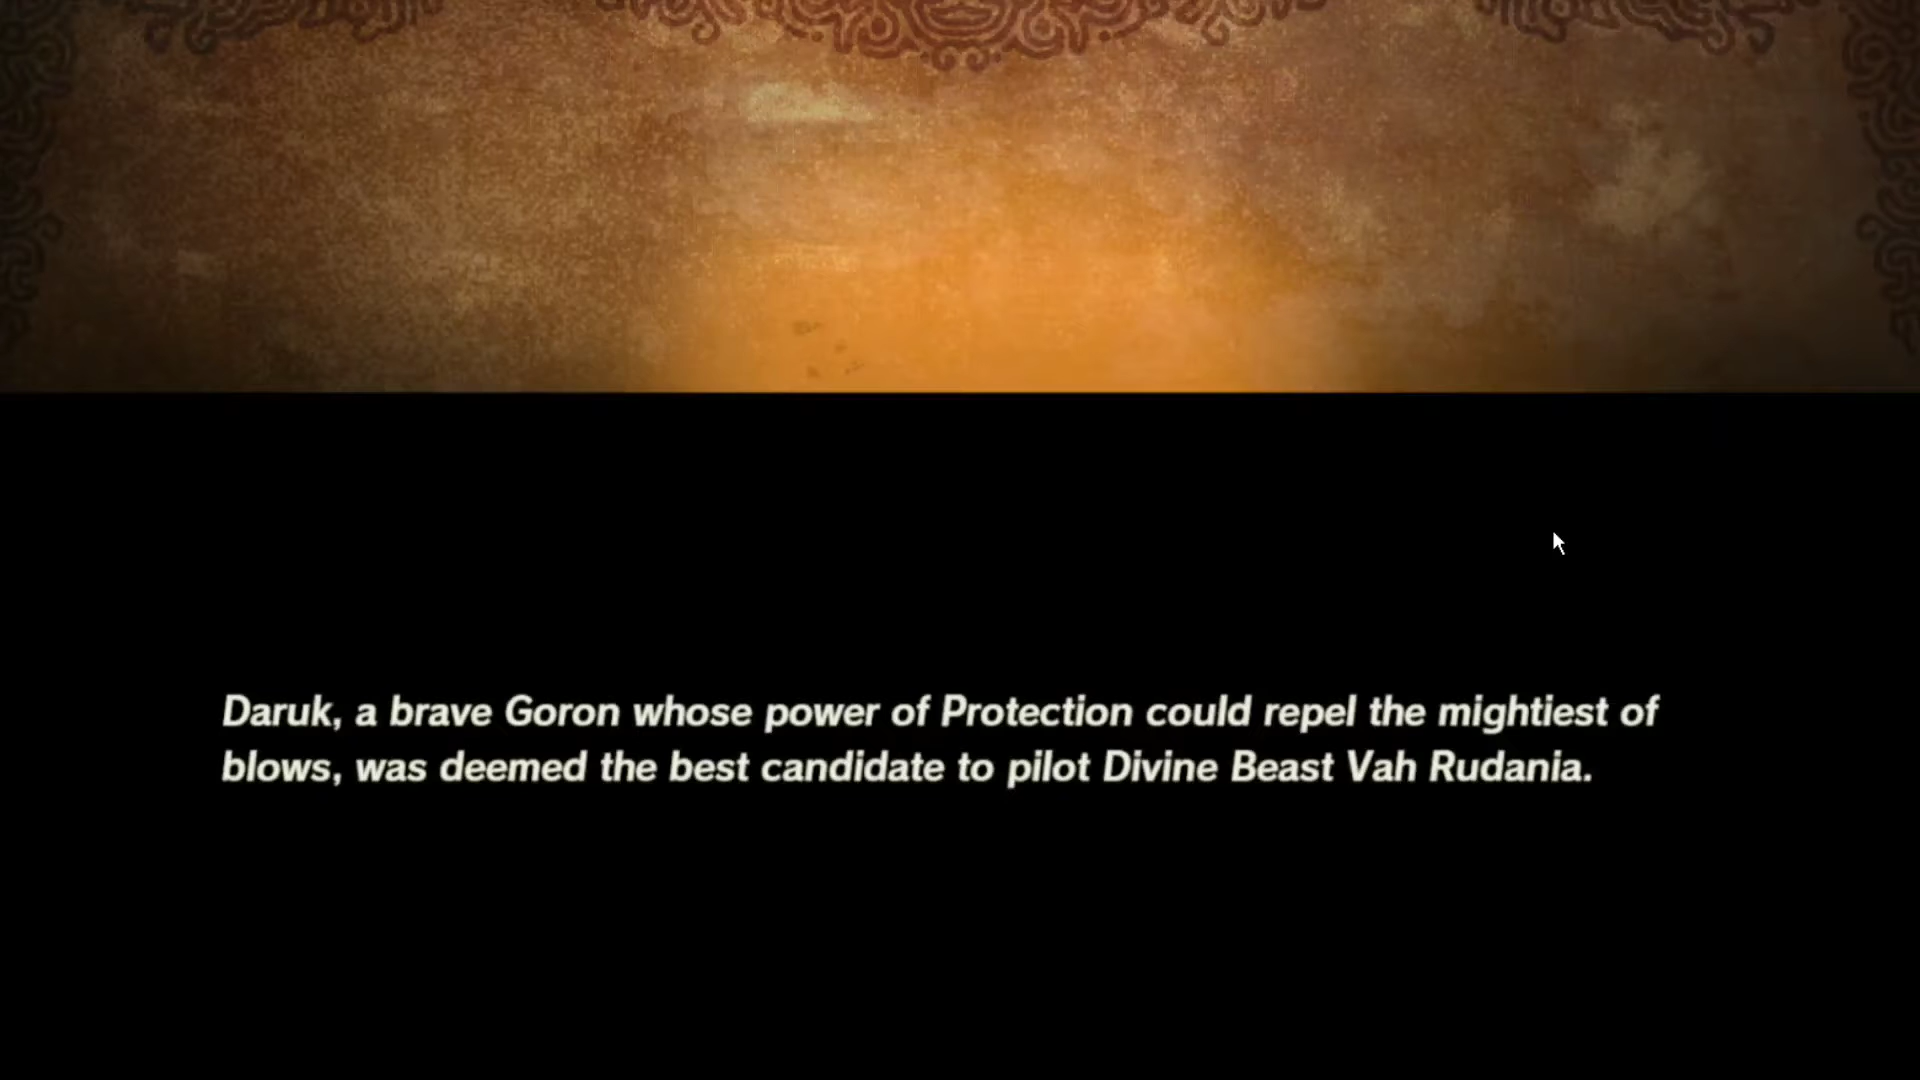 Daruk, a brave Goron whose power of Protection could repel the mightiest of
blows, was deemed the best candidate to pilot Divine Beast Vah Rudania.